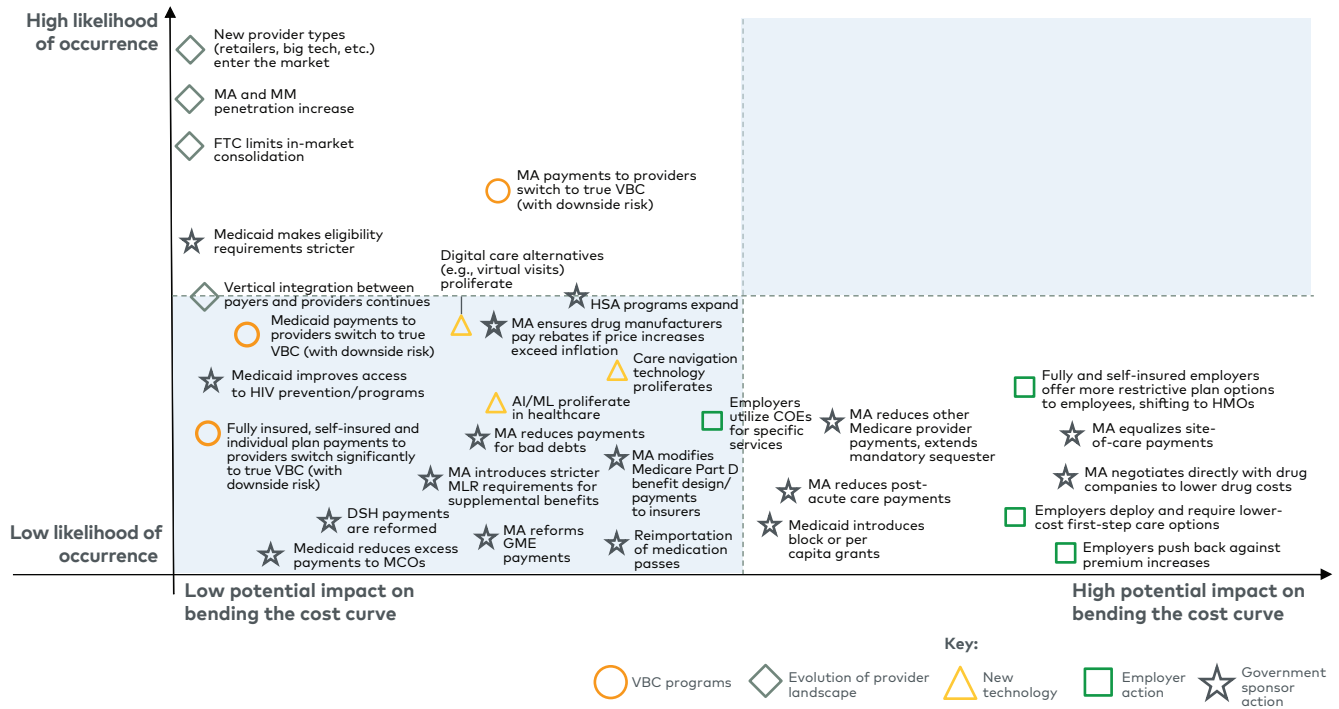 High likelihood
of occurrence
New provider types
(retailers, big tech, etc.)
enter the market
MA and MM
penetration increase
FTC limits in-market
consolidation
MA payments to providers
switch to true VBC
(with downside risk)
Medicaid makes eligibility
requirements stricter
Digital care alternatives
(e.g., virtual visits)
proliferate
Vertical integration between
payers and providers continues
HSA programs expand
Medicaid payments to
providers switch to true
VBC (with downside risk)
MA ensures drug manufacturers
pay rebates if price increases
exceed inflation
Care navigation
technology
proliferates
Medicaid improves access
to HIV prevention/programs
Fully and self-insured employers
offer more restrictive plan options
to employees, shifting to HMOs
AI/ML proliferate
in healthcare
Employers
utilize COEs
for specific
services
MA reduces other
Medicare provider
payments, extends
mandatory sequester
Fully insured, self-insured and
individual plan payments to
providers switch significantly
to true VBC (with
downside risk)
MA reduces payments
for bad debts
MA equalizes site-
of-care payments
MA modifies
Medicare Part D
benefit design/
payments
to insurers
MA introduces stricter
MLR requirements for
supplemental benefits
MA reduces post-
acute care payments
MA negotiates directly with drug
companies to lower drug costs
DSH payments
are reformed
MA reforms
GME
payments
Reimportation
of medication
passes
Medicaid introduces
block or per
capita grants
Employers deploy and require lower-
cost first-step care options
Medicaid reduces excess
payments to MCOs
Employers push back against
premium increases
Low likelihood of
occurrence
Low potential impact on
bending the cost curve
High potential impact on
bending the cost curve
Key:
VBC programs
Evolution of provider
landscape
New
technology
Employer
action
Government
sponsor
action